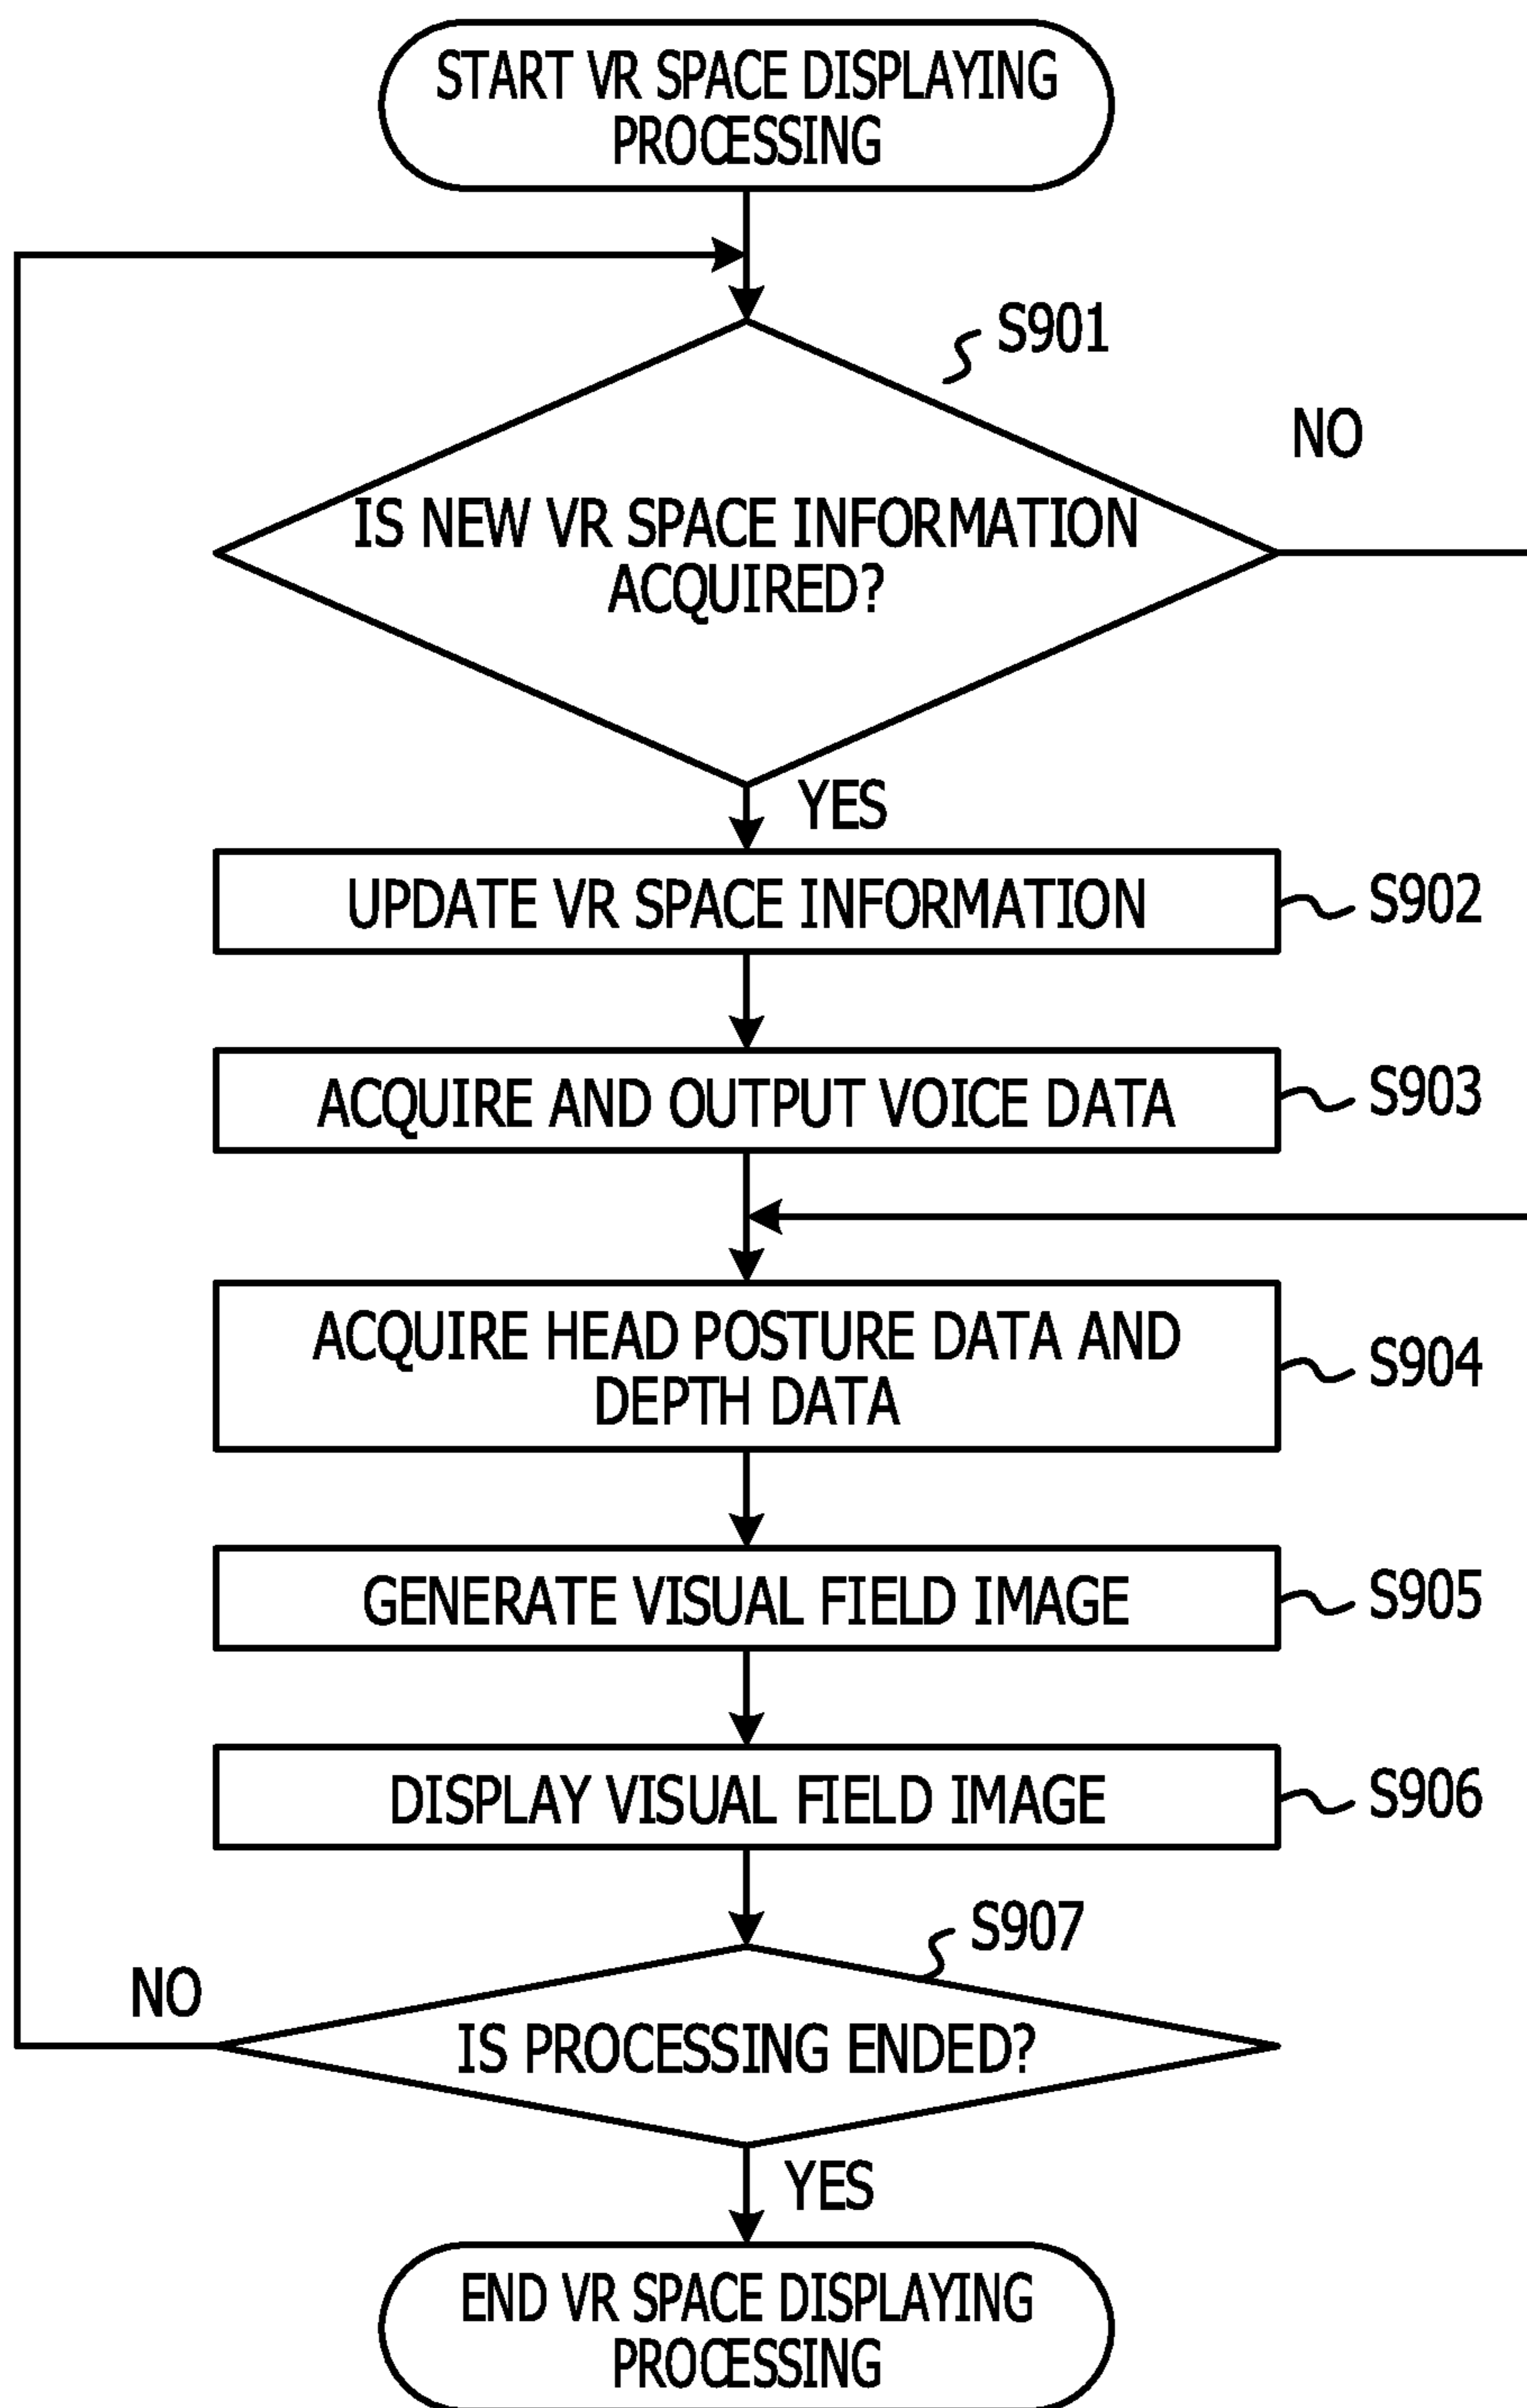 START VR SPACE DISPLAYING
PROCESSING
S901
NO
IS NEW VR SPACE INFORMATION
ACQUIRED?
YES
UPDATE VR SPACE INFORMATION
S902
ACQUIRE AND OUTPUT VOICE DATA
S903
ACQUIRE HEAD POSTURE DATA AND
DEPTH DATA
S904
GENERATE VISUAL FIELD IMAGE
S905
DISPLAY VISUAL FIELD IMAGE
S906
S907
NO
IS PROCESSING ENDED?
YES
END VR SPACE DISPLAYING
PROCESSING